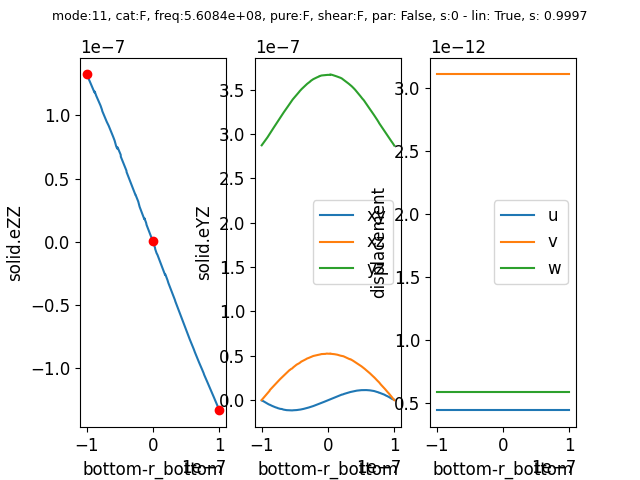 mode:11, cat:F, freq:5.6084e+08, pure:F, shear:F, par: False, s:0 - lin: True, s: 0.9997
1e−7
1.0
0.5
0.0
−0.5
−1.0
solid.eZZ
−1
0
1
bottom-r_bottom
1e−7
1e−7
3.5
3.0
2.5
2.0
1.5
1.0
0.5
0.0
solid.eYZ
xy
xz
yz
−1
0
1
bottom-r_bottom
1e−7
1e−12
3.0
2.5
2.0
1.5
1.0
0.5
displacement
u
v
w
−1
0
1
bottom-r_bottom
1e−7